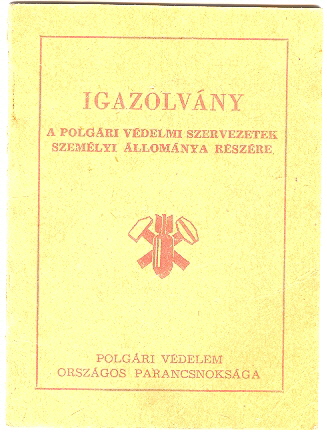 IGAZOLVÁNY
A POLGÁRI VÉDELMI SZERVEZETEK
SZEMÉLYI ÁLLOMÁNYA RÉSZÉRE
POLGÁRI VÉDELEM
ORSZÁGOS PARANCSNOKSÁGA